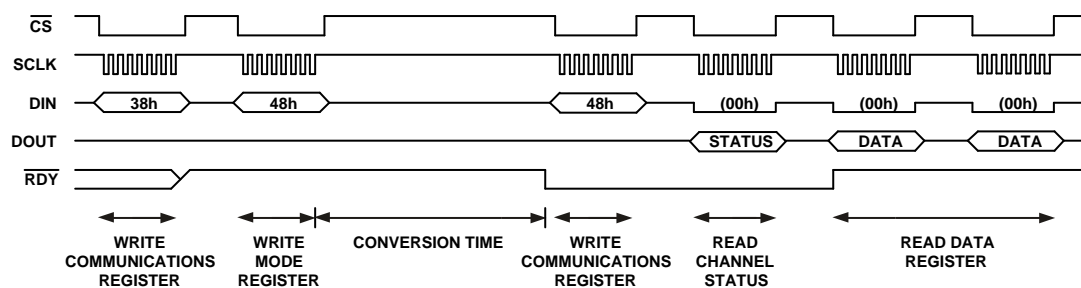 CS
SCLK
DIN 38h 48h 48h (00h) (00h) (00h)
DOUT STATUS DATA DATA
RDY
WRITE COMMUNICATIONS REGISTER
WRITE MODE REGISTER
CONVERSION TIME
WRITE COMMUNICATIONS REGISTER
READ CHANNEL STATUS
READ DATA REGISTER